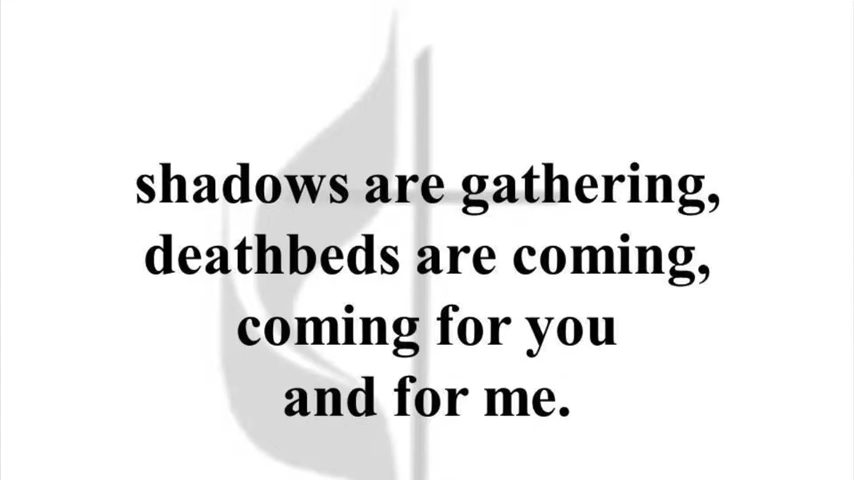 shadows are gathering,
deathbeds are coming,
coming for you
and for me.